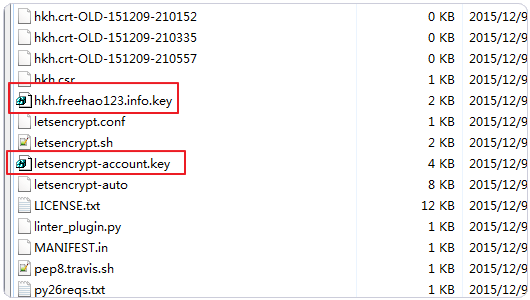 hkh.crt-OLD-151209-210152 0 KB 2015/12/9
hkh.crt-OLD-151209-210335 0 KB 2015/12/9
hkh.crt-OLD-151209-210557 0 KB 2015/12/9
hkh.csr 1 KB 2015/12/9
hkh.freehao123.info.key 2 KB 2015/12/9
letsencrypt.conf 1 KB 2015/12/9
letsencrypt.sh 2 KB 2015/12/9
letsencrypt-account.key 4 KB 2015/12/9
letsencrypt-auto 8 KB 2015/12/9
LICENSE.txt 12 KB 2015/12/9
linter_plugin.py 1 KB 2015/12/9
MANIFEST.in 1 KB 2015/12/9
pep8.travis.sh 1 KB 2015/12/9
py26reqs.txt 1 KB 2015/12/9